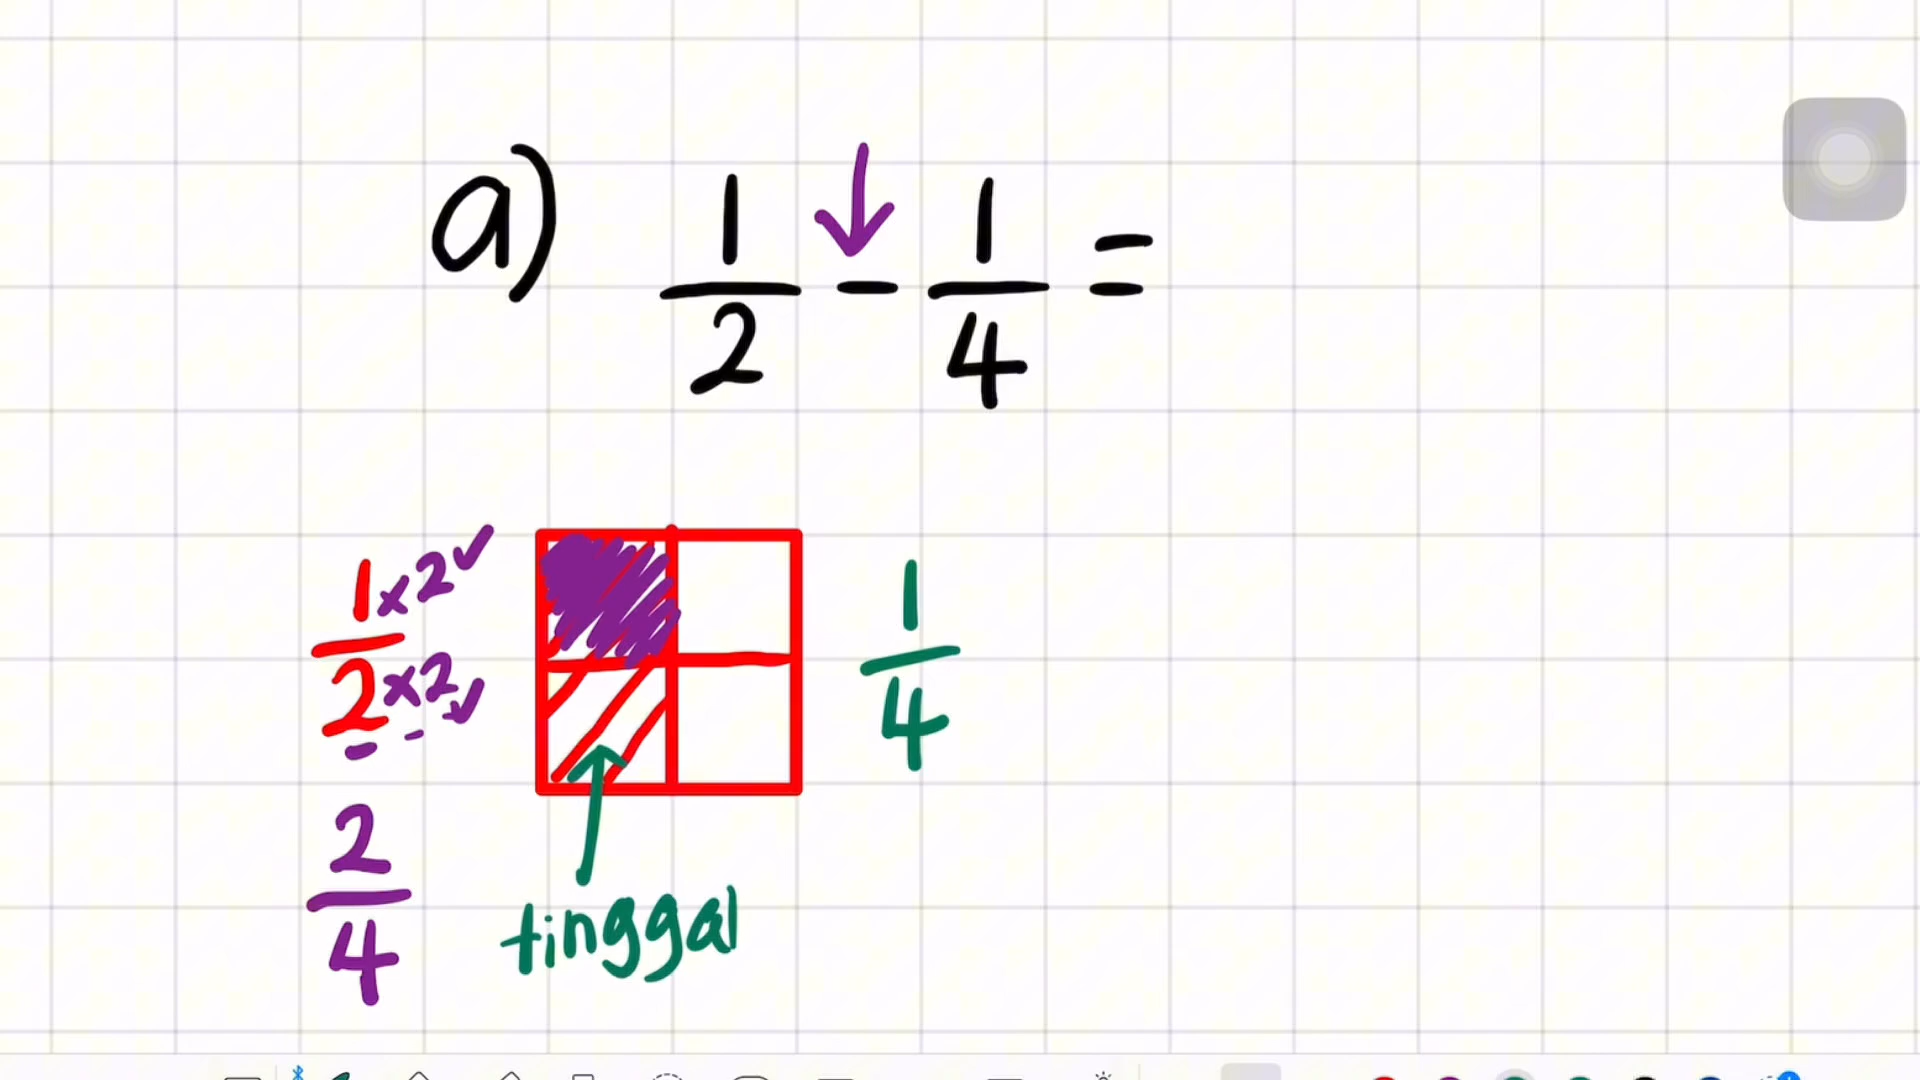 a) 1/2 - 1/4 =
1×2✓
2×2✓
1/4
2/4
tinggal